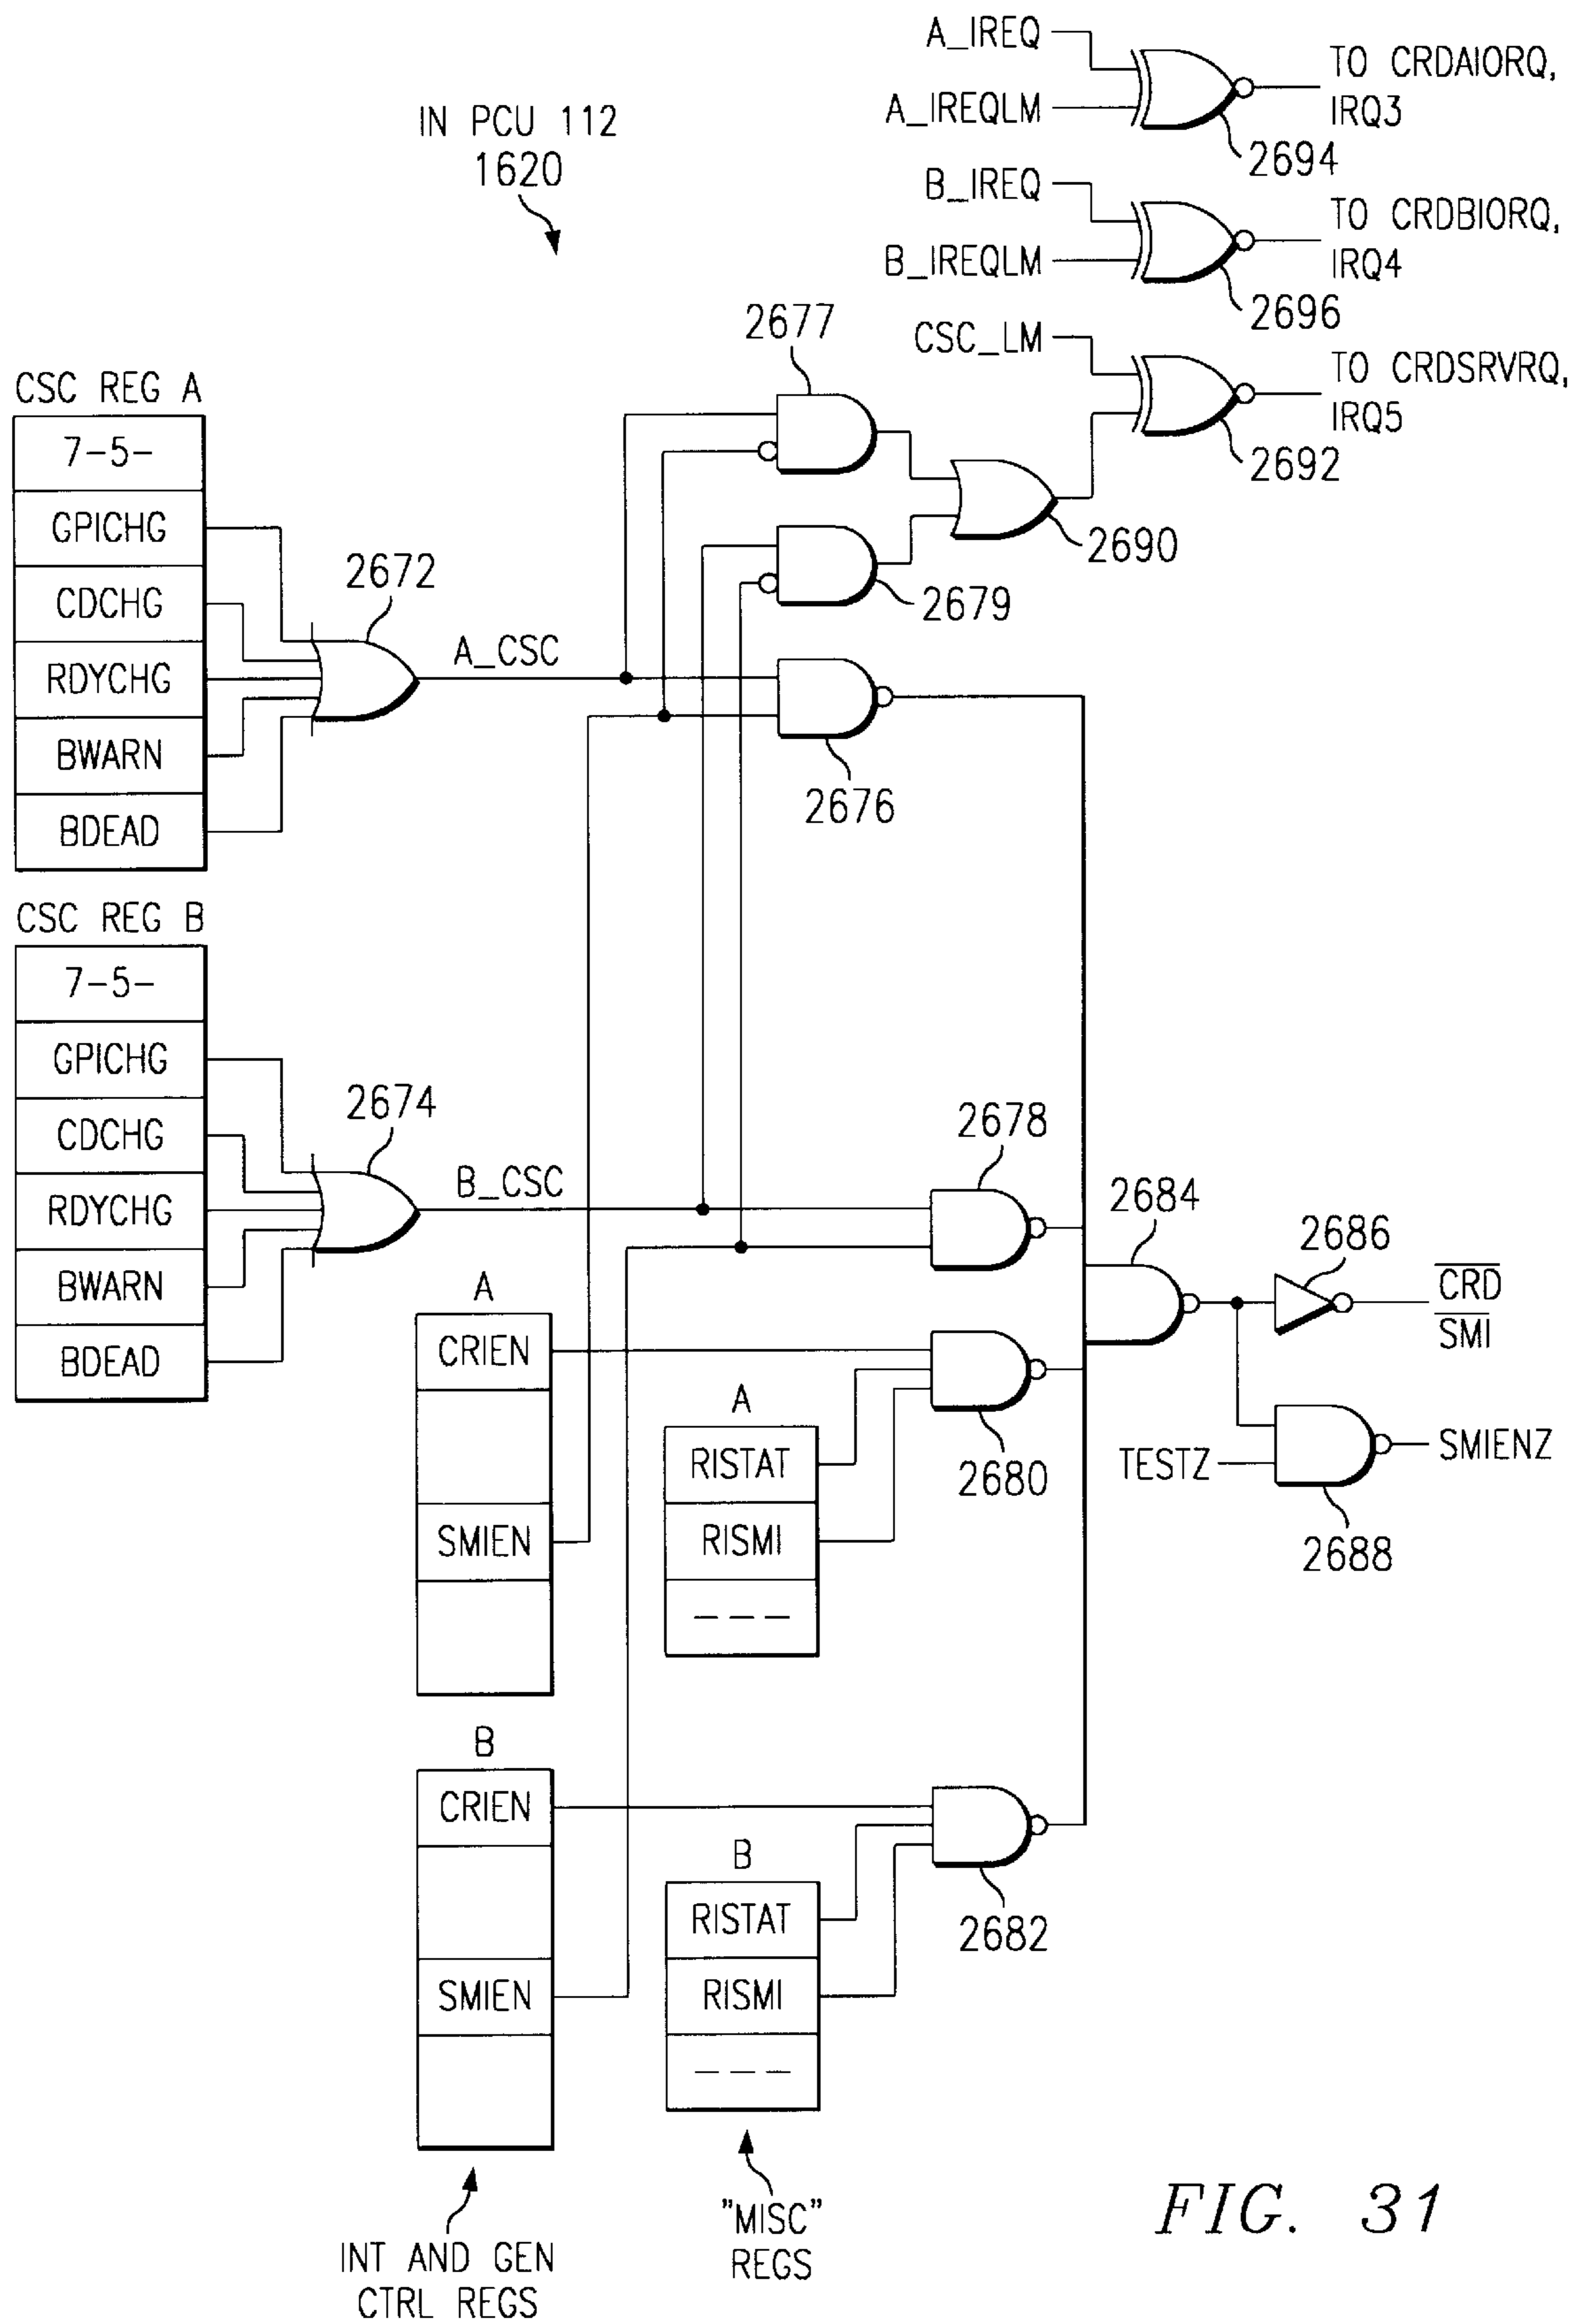 A_IREQ
A_IREQLM
TO CRDAIORQ,
IRQ3
2694
IN PCU 112
1620
B_IREQ
B_IREQLM
TO CRDBIORQ,
IRQ4
2696
CSC_LM
TO CRDSRVRQ,
IRQ5
2692
2677
2690
2679
CSC REG A
7-5-
GPICHG
CDCHG
RDYCHG
BWARN
BDEAD
2672
A_CSC
2676
CSC REG B
7-5-
GPICHG
CDCHG
RDYCHG
BWARN
BDEAD
2674
B_CSC
2678
2684
2686
CRD
SMI
A
CRIEN
SMIEN
A
RISTAT
RISMI
---
2680
TESTZ
SMIENZ
2688
B
CRIEN
SMIEN
B
RISTAT
RISMI
---
2682
INT AND GEN
CTRL REGS
"MISC"
REGS
FIG. 31